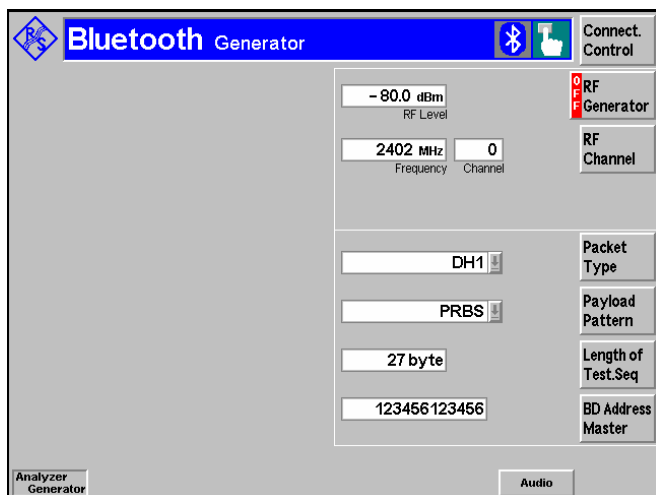 R S
Bluetooth Generator
Connect.
Control
– 80.0 dBm
RF Level
OFF
RF
Generator
2402 MHz
0
Frequency
Channel
RF
Channel
DH1
Packet
Type
PRBS
Payload
Pattern
27 byte
Length of
Test.Seq
123456123456
BD Address
Master
Analyzer
Generator
Audio